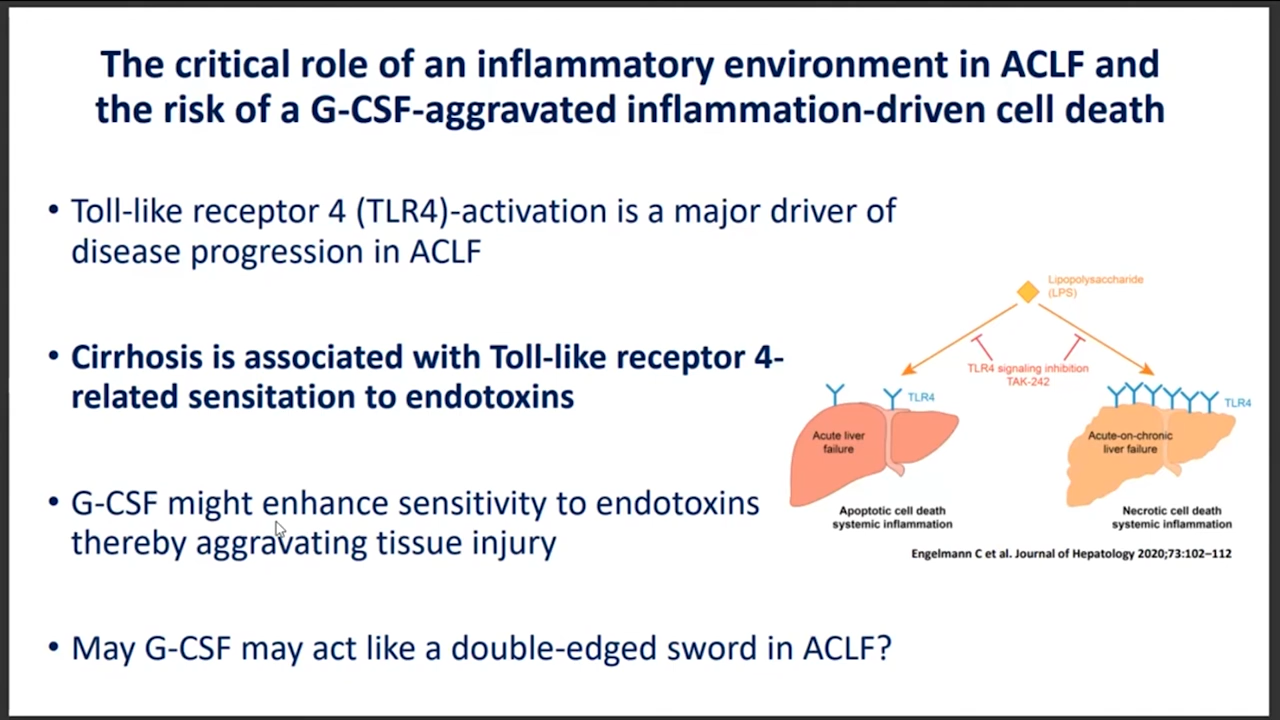 The critical role of an inflammatory environment in ACLF and
the risk of a G-CSF-aggravated inflammation-driven cell death
• Toll-like receptor 4 (TLR4)-activation is a major driver of
disease progression in ACLF
• Cirrhosis is associated with Toll-like receptor 4-
related sensitation to endotoxins
• G-CSF might enhance sensitivity to endotoxins
thereby aggravating tissue injury
• May G-CSF may act like a double-edged sword in ACLF?
Lipopolysaccharide
(LPS)
TLR4 signaling inhibition
TAK-242
TLR4
TLR4
Acute liver
failure
Acute-on-chronic
liver failure
Apoptotic cell death
systemic inflammation
Necrotic cell death
systemic inflammation
Engelmann C et al. Journal of Hepatology 2020;73:102–112